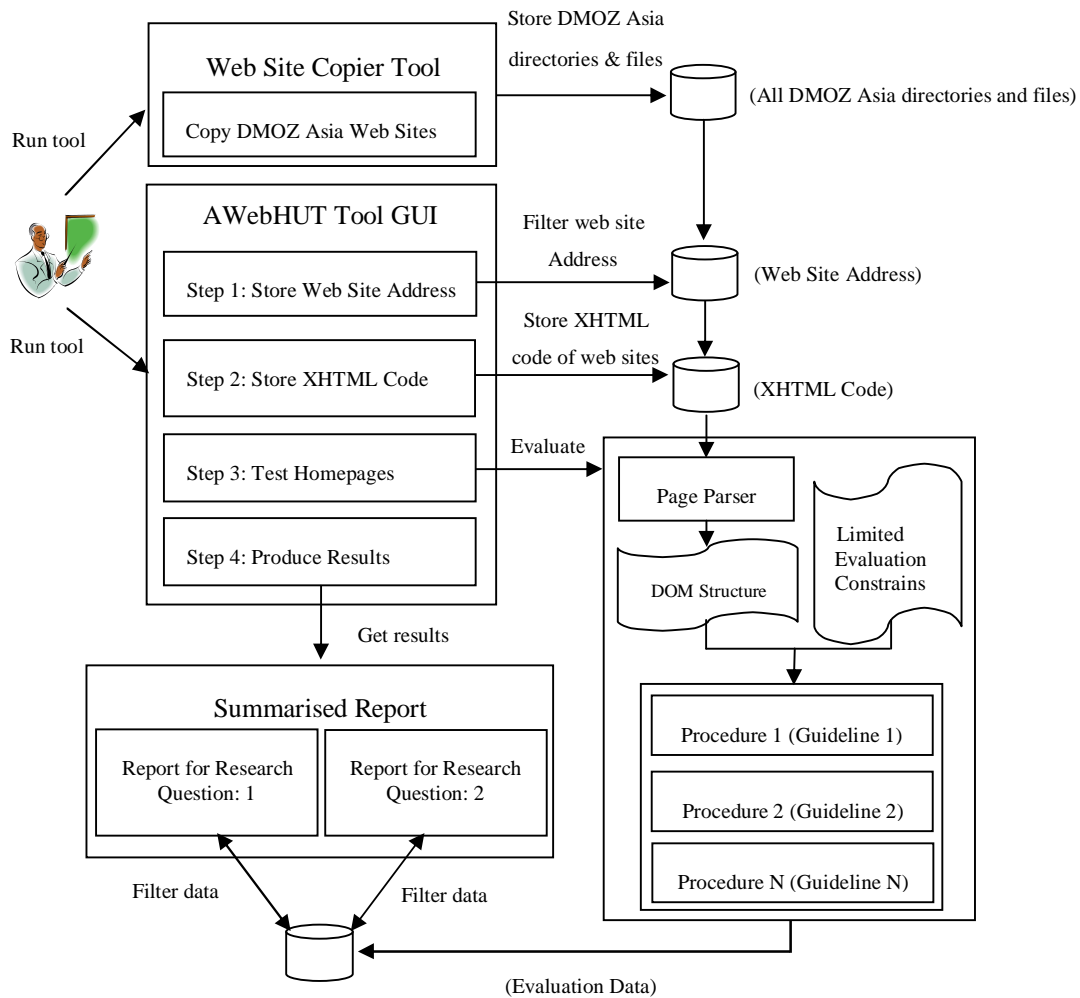 Store DMOZ Asia
directories & files
Web Site Copier Tool
Copy DMOZ Asia Web Sites
(All DMOZ Asia directories and files)
Run tool
AWebHUT Tool GUI
Filter web site
Address
Step 1: Store Web Site Address
(Web Site Address)
Run tool
Store XHTML
code of web sites
Step 2: Store XHTML Code
(XHTML Code)
Evaluate
Step 3: Test Homepages
Page Parser
Limited
Evaluation
Constrains
Step 4: Produce Results
DOM Structure
Get results
Summarised Report
Report for Research
Question: 1
Report for Research
Question: 2
Procedure 1 (Guideline 1)
Procedure 2 (Guideline 2)
Procedure N (Guideline N)
Filter data
Filter data
(Evaluation Data)